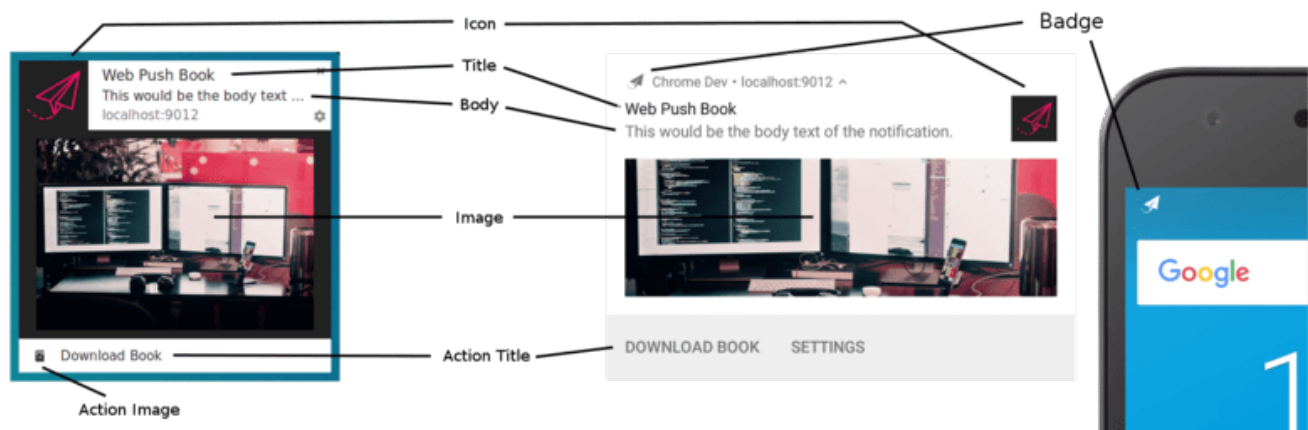 Icon
Title
Body
Image
Action Title
Action Image
Badge
Web Push Book
This would be the body text ...
localhost:9012
Download Book
Chrome Dev • localhost:9012
Web Push Book
This would be the body text of the notification.
DOWNLOAD BOOK SETTINGS
Google
1